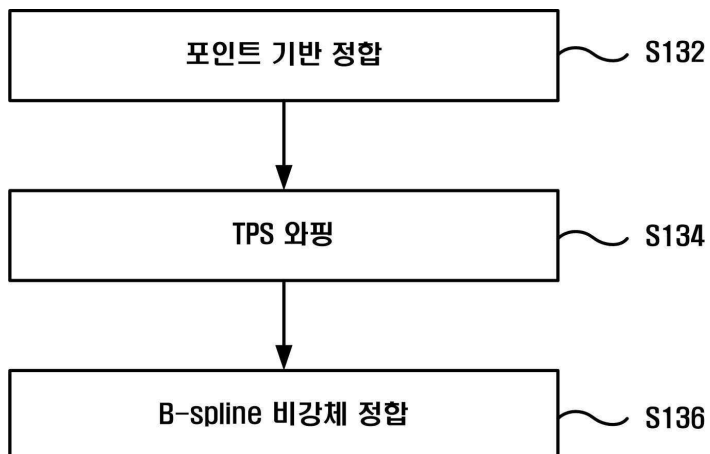 포인트 기반 정합
S132
TPS 와핑
S134
B-spline 비강체 정합
S136